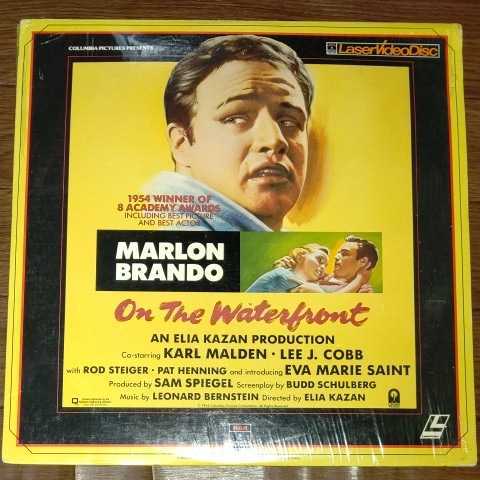 COLUMBIA PICTURES PRESENTS
LaserVideoDisc
1954 WINNER OF
8 ACADEMY AWARDS
INCLUDING BEST PICTURE
AND BEST ACTOR
MARLON
BRANDO
On The Waterfront
AN ELIA KAZAN PRODUCTION
Co-starring KARL MALDEN · LEE J. COBB
with ROD STEIGER · PAT HENNING and introducing EVA MARIE SAINT
Produced by SAM SPIEGEL Screenplay by BUDD SCHULBERG
Music by LEONARD BERNSTEIN Directed by ELIA KAZAN
RCA